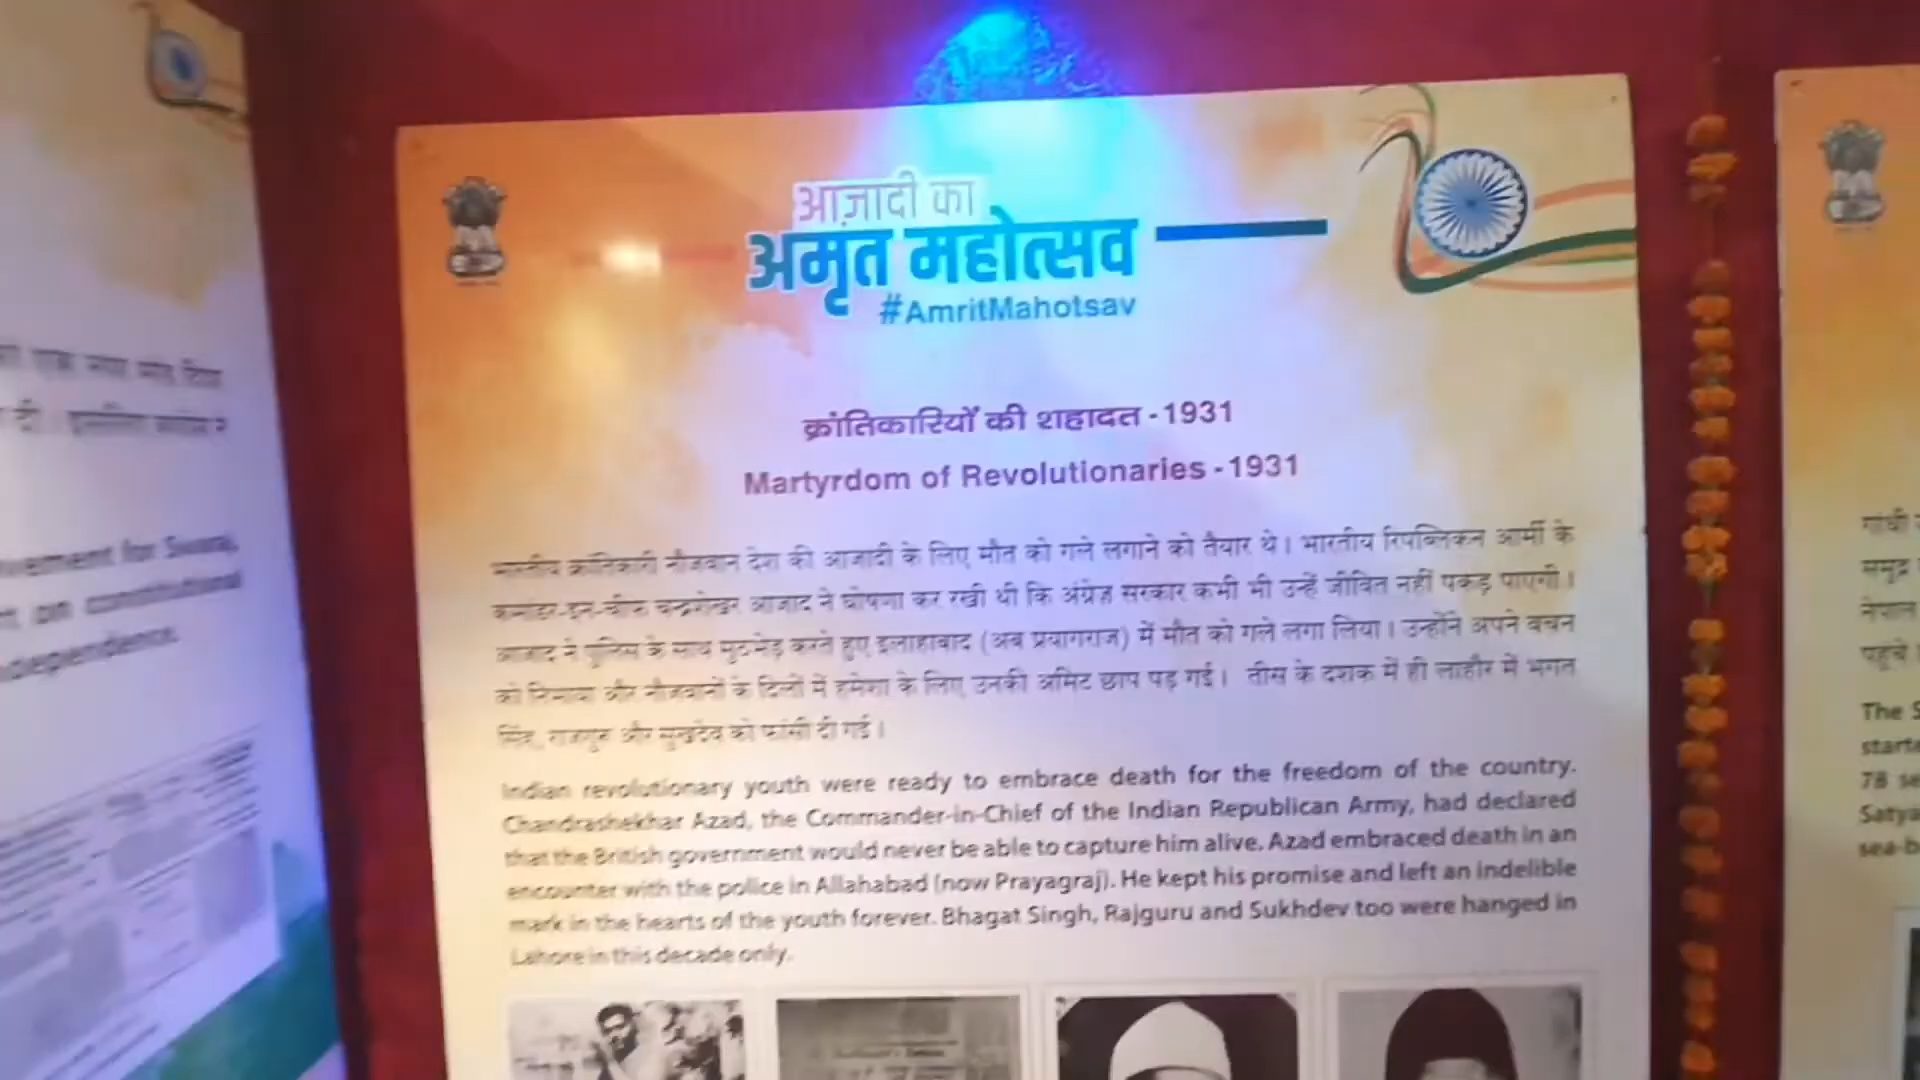 आज़ादी का
अमृत महोत्सव
#AmritMahotsav
क्रांतिकारियों की शहादत - 1931
Martyrdom of Revolutionaries - 1931
भारतीय क्रांतिकारी नौजवान देश की आजादी के लिए मौत को गले लगाने को तैयार थे। भारतीय रिपब्लिकन आर्मी के
कमांडर-इन-चीफ चन्द्रशेखर आजाद ने घोषणा कर रखी थी कि अंग्रेज़ सरकार कभी भी उन्हें जीवित नहीं पकड़ पाएगी।
आजाद ने पुलिस के साथ मुठभेड़ करते हुए इलाहाबाद (अब प्रयागराज) में मौत को गले लगा लिया। उन्होंने अपने वचन
को निभाया और नौजवानों के दिलों में हमेशा के लिए उनकी अमिट छाप पड़ गई। तीस के दशक में ही लाहौर में भगत
सिंह, राजगुरु और सुखदेव को फांसी दी गई।
Indian revolutionary youth were ready to embrace death for the freedom of the country.
Chandrashekhar Azad, the Commander-in-Chief of the Indian Republican Army, had declared
that the British government would never be able to capture him alive. Azad embraced death in an
encounter with the police in Allahabad (now Prayagraj). He kept his promise and left an indelible
mark in the hearts of the youth forever. Bhagat Singh, Rajguru and Sukhdev too were hanged in
Lahore in this decade only.
for Swaraj,
on constitutional
गांधी
समुद्र
नेपाल
पहुंचे
The
78